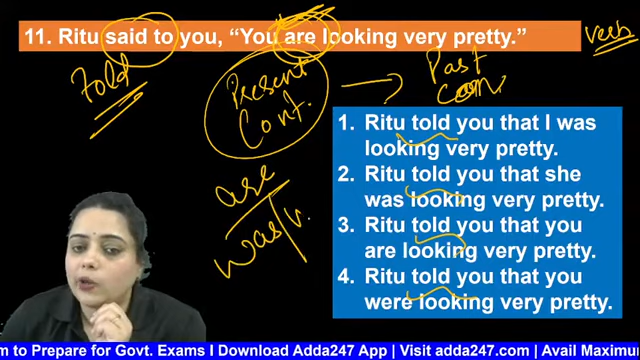 11. Ritu said to you, “You are looking very pretty.”
verb
Told
Present
Cont.
Past
Con
are
was/
1. Ritu told you that I was
looking very pretty.
2. Ritu told you that she
was looking very pretty.
3. Ritu told you that you
are looking very pretty.
4. Ritu told you that you
were looking very pretty.
m to Prepare for Govt. Exams I Download Adda247 App | Visit adda247.com | Avail Maximu